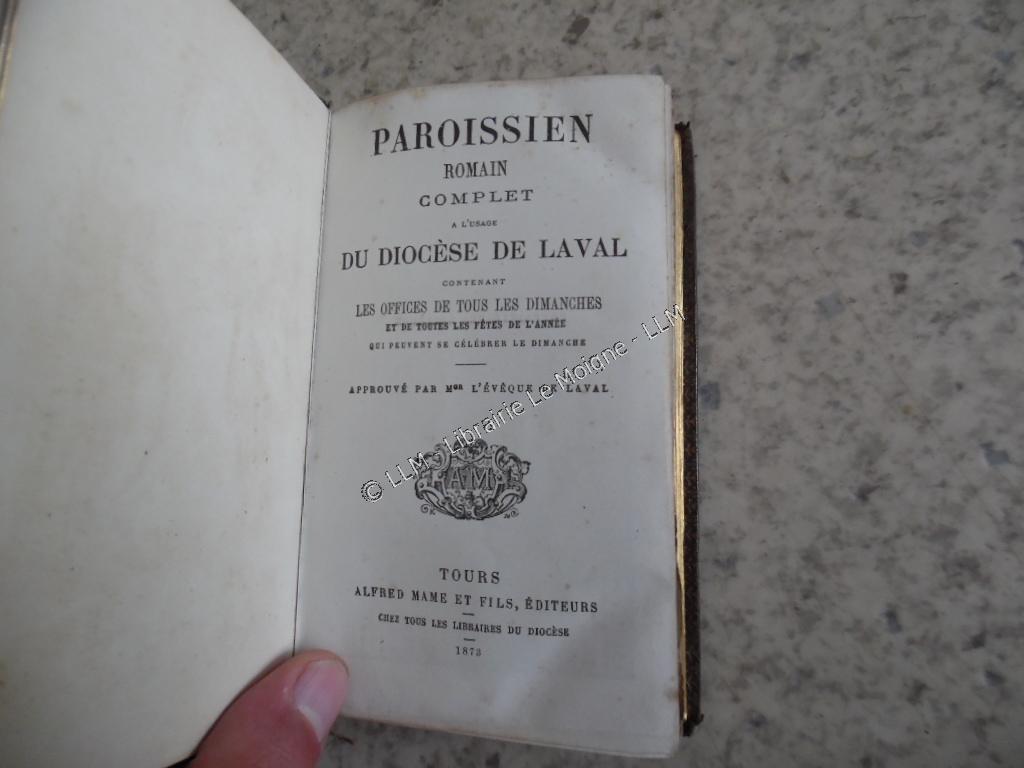 PAROISSIEN
ROMAIN
COMPLET
A L'USAGE
DU DIOCÈSE DE LAVAL
CONTENANT
LES OFFICES DE TOUS LES DIMANCHES
ET DE TOUTES LES FÊTES DE L'ANNÉE
QUI PEUVENT SE CÉLÉBRER LE DIMANCHE
APPROUVÉ PAR MGR L'ÉVÊQUE DE LAVAL
© LLM - Librairie Le Moigne - LLM
AM
TOURS
ALFRED MAME ET FILS, ÉDITEURS
CHEZ TOUS LES LIBRAIRES DU DIOCÈSE
1873